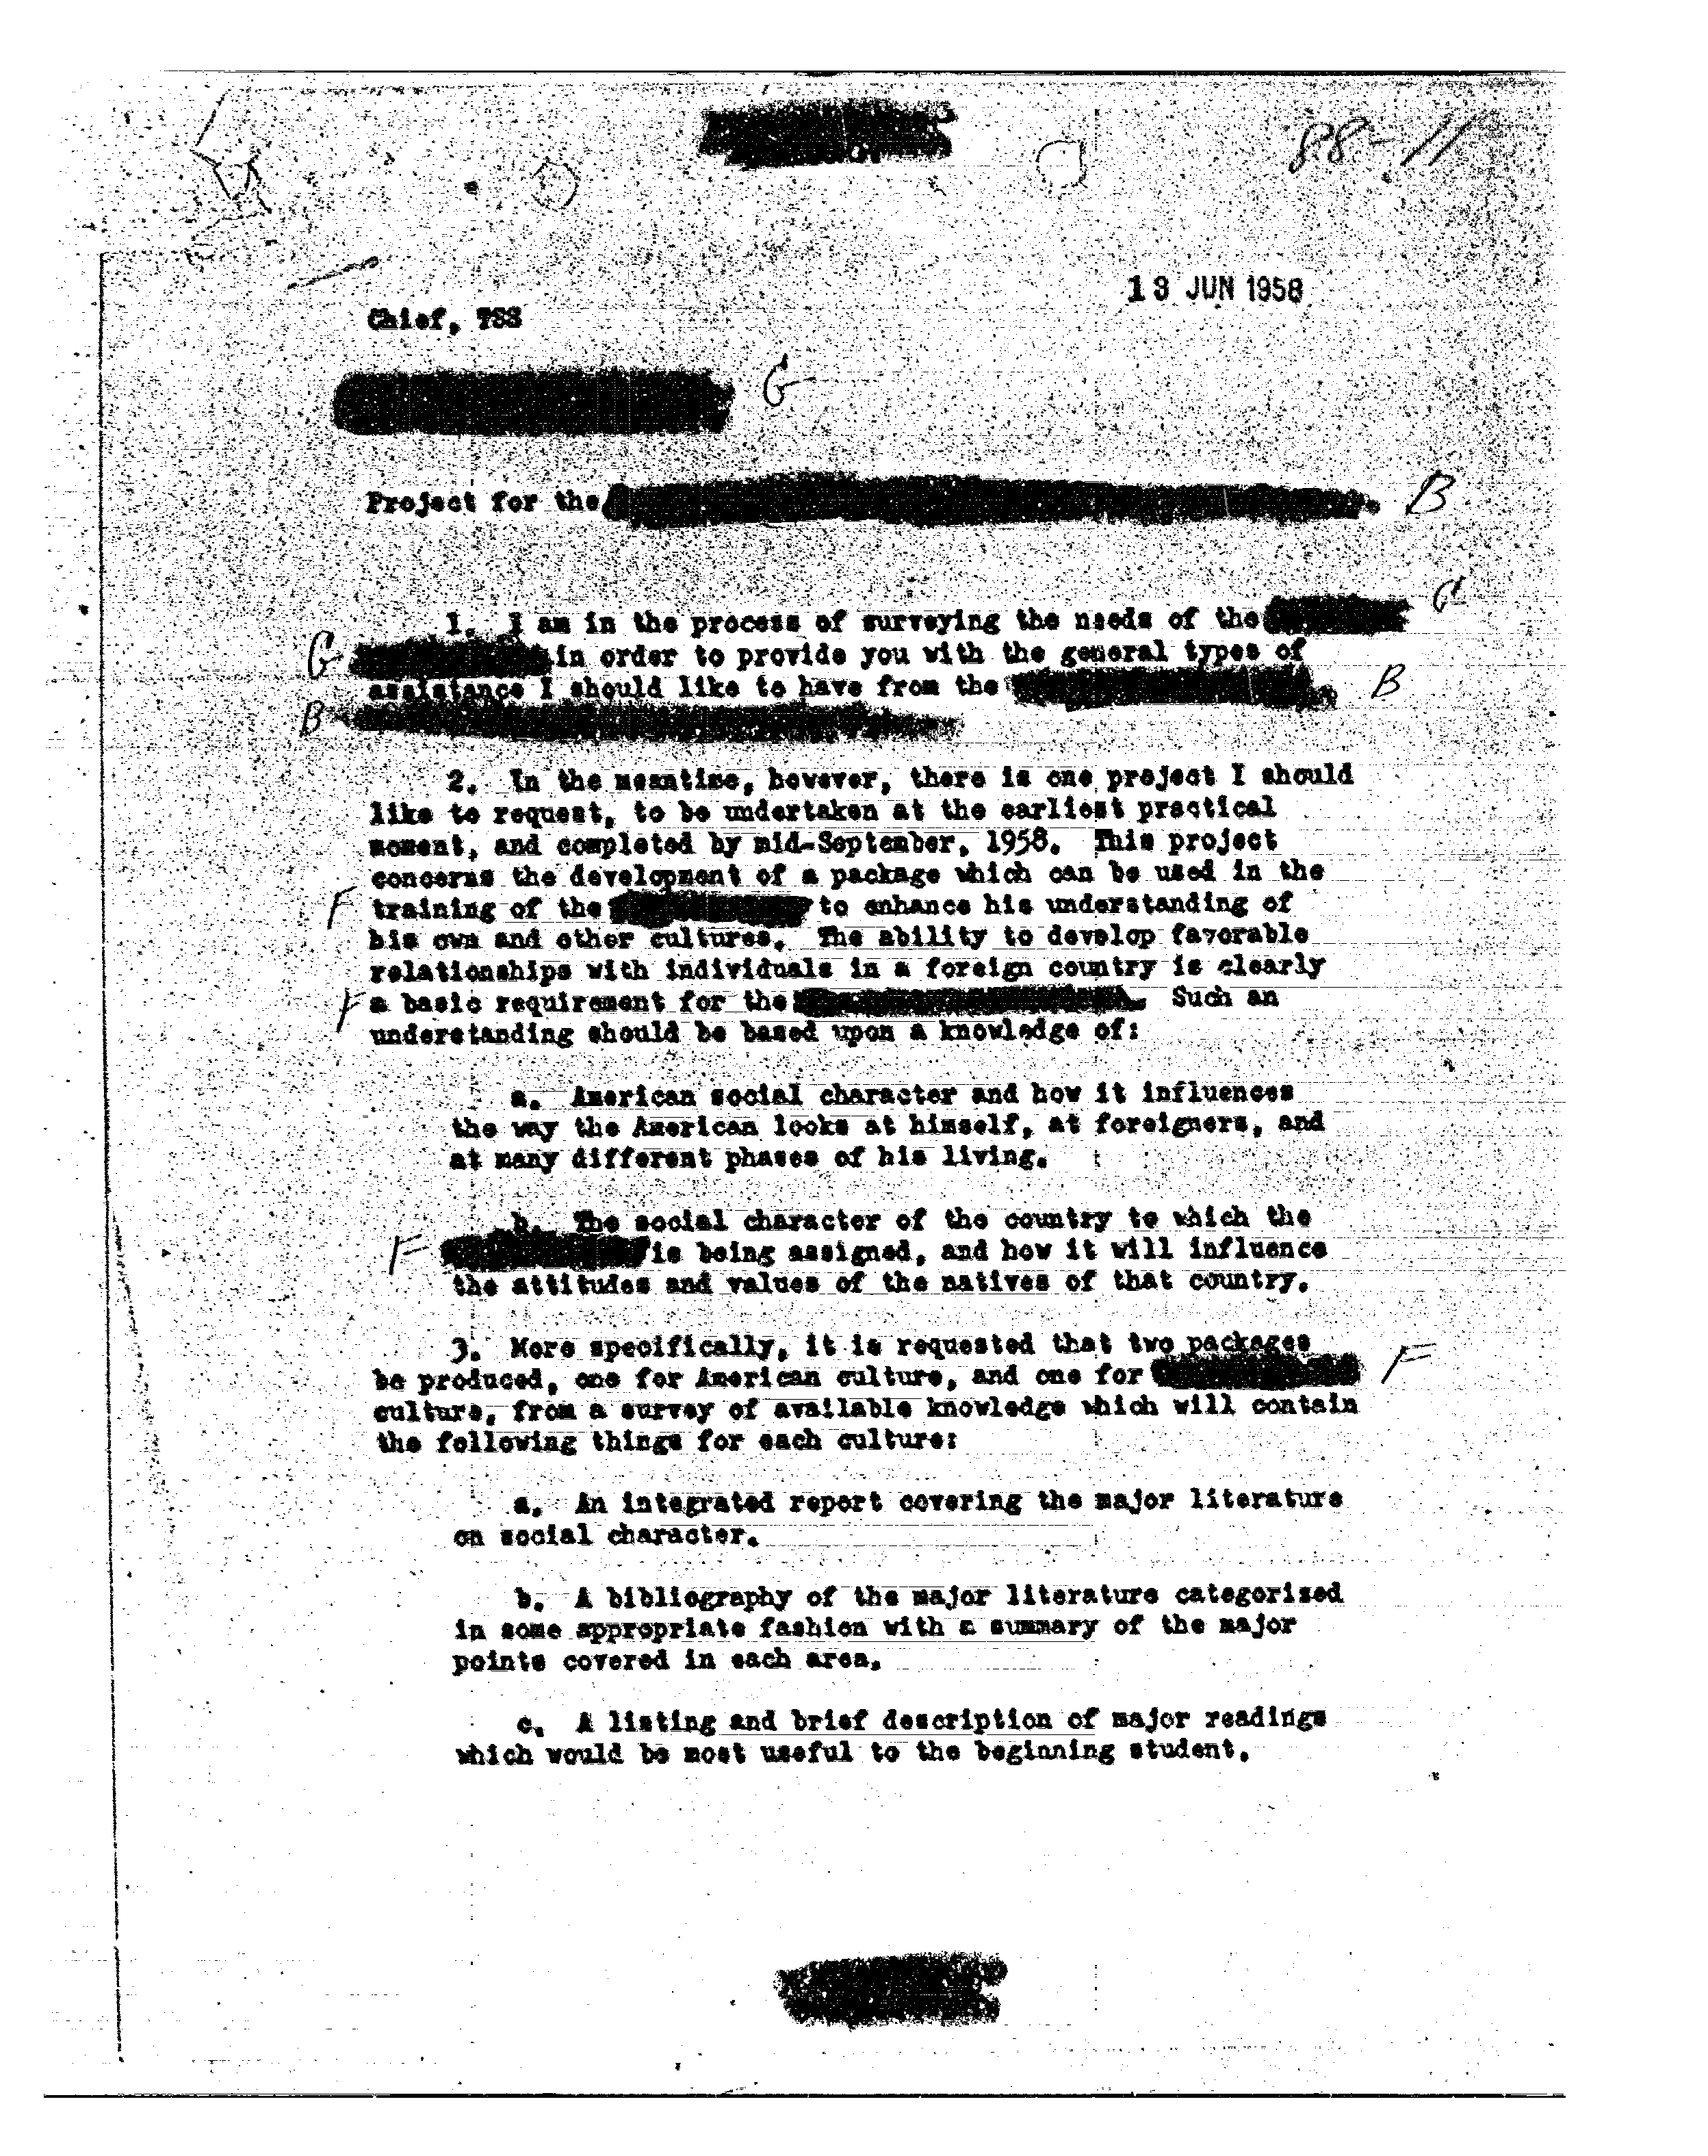 88-11
13 JUN 1958
Chief, TSS
G
Project for the
B
1. I am in the process of surveying the needs of the G
G in order to provide you with the general types of
assistance I should like to have from the B
B
2. In the meantime, however, there is one project I should
like to request, to be undertaken at the earliest practical
moment, and completed by mid-September, 1958. This project
concerns the development of a package which can be used in the
F training of the to enhance his understanding of
his own and other cultures. The ability to develop favorable
relationships with individuals in a foreign country is clearly
F a basic requirement for the . Such an
understanding should be based upon a knowledge of:
a. American social character and how it influences
the way the American looks at himself, at foreigners, and
at many different phases of his living.
b. The social character of the country to which the
F is being assigned, and how it will influence
the attitudes and values of the natives of that country.
3. More specifically, it is requested that two packages
be produced, one for American culture, and one for F
culture, from a survey of available knowledge which will contain
the following things for each culture:
a. An integrated report covering the major literature
on social character.
b. A bibliography of the major literature categorized
in some appropriate fashion with a summary of the major
points covered in each area.
c. A listing and brief description of major readings
which would be most useful to the beginning student.